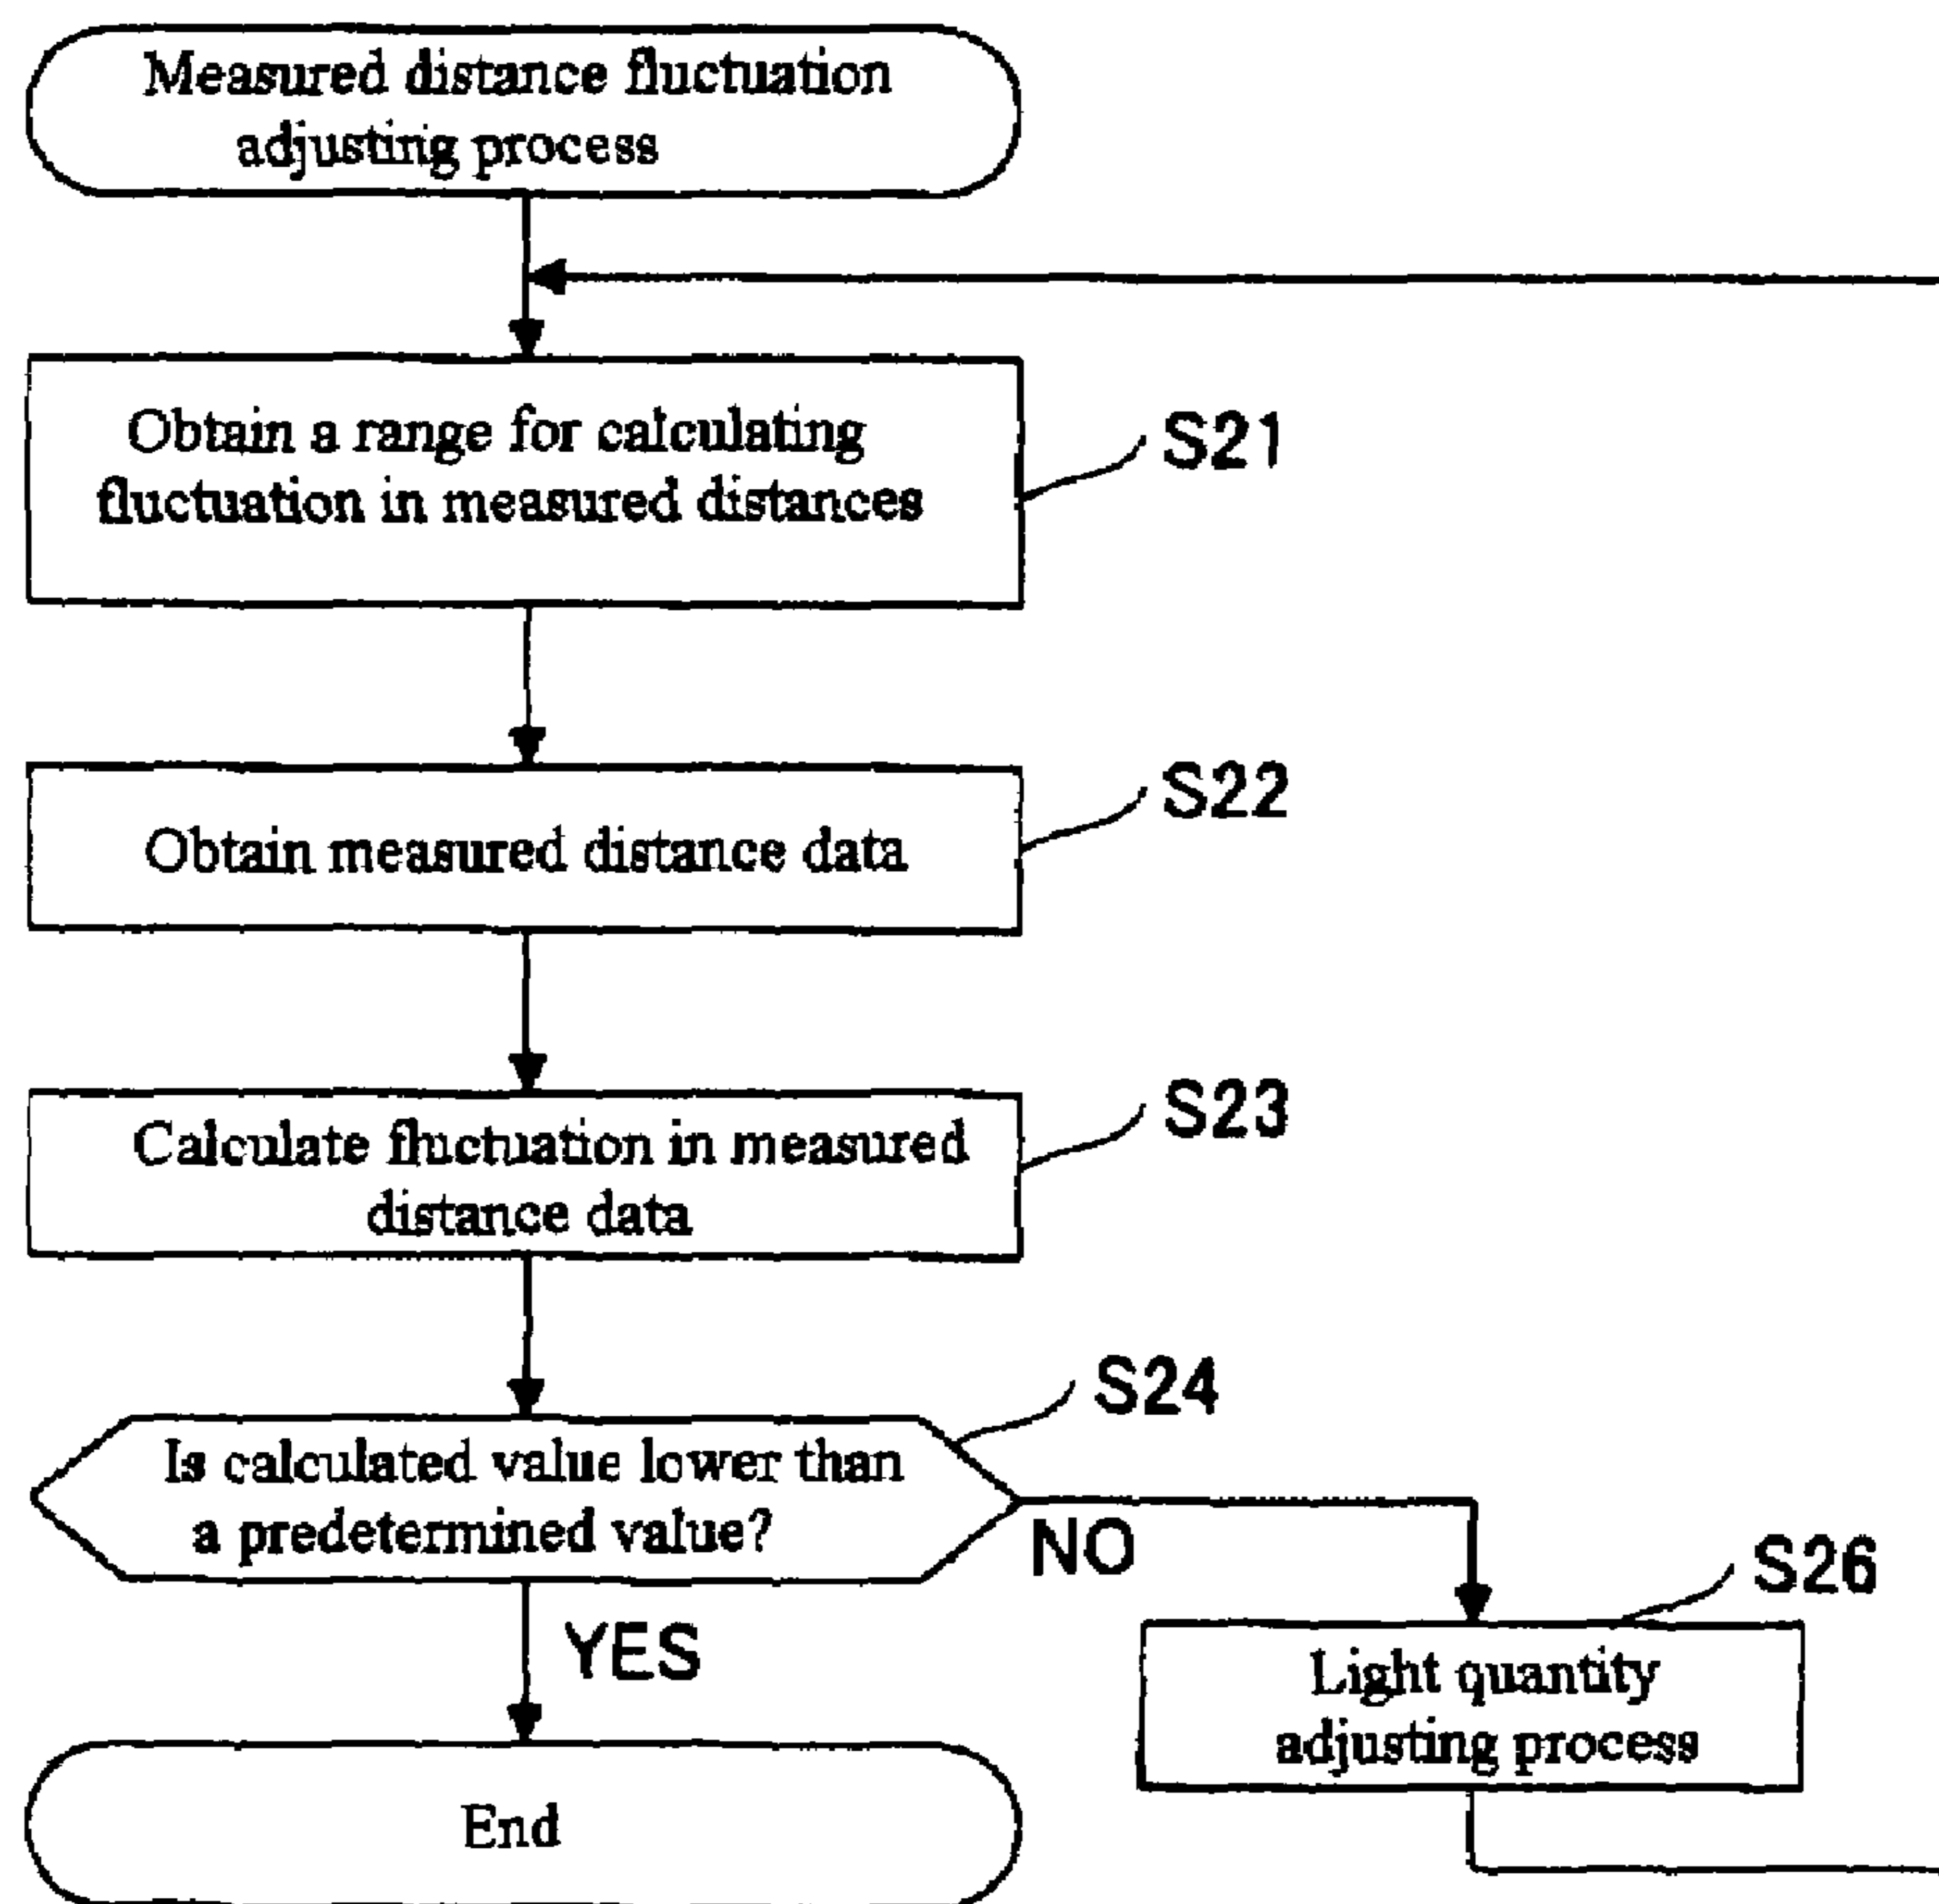 Measured distance fluctuation
adjusting process
Obtain a range for calculating
fluctuation in measured distances
S21
Obtain measured distance data
S22
Calculate fluctuation in measured
distance data
S23
Is calculated value lower than
a predetermined value?
S24
NO
YES
S26
Light quantity
adjusting process
End